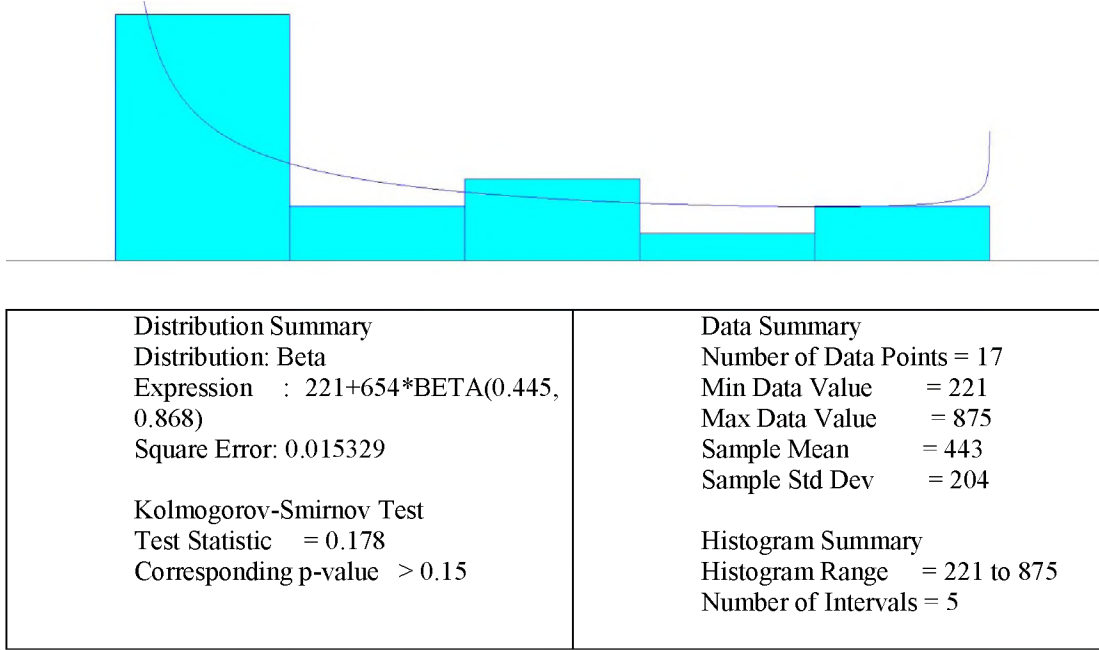 Distribution Summary
Distribution: Beta
Expression : 221+654*BETA(0.445,
0.868)
Square Error: 0.015329
Kolmogorov-Smirnov Test
Test Statistic = 0.178
Corresponding p-value > 0.15
Data Summary
Number of Data Points = 17
Min Data Value = 221
Max Data Value = 875
Sample Mean = 443
Sample Std Dev = 204
Histogram Summary
Histogram Range = 221 to 875
Number of Intervals = 5